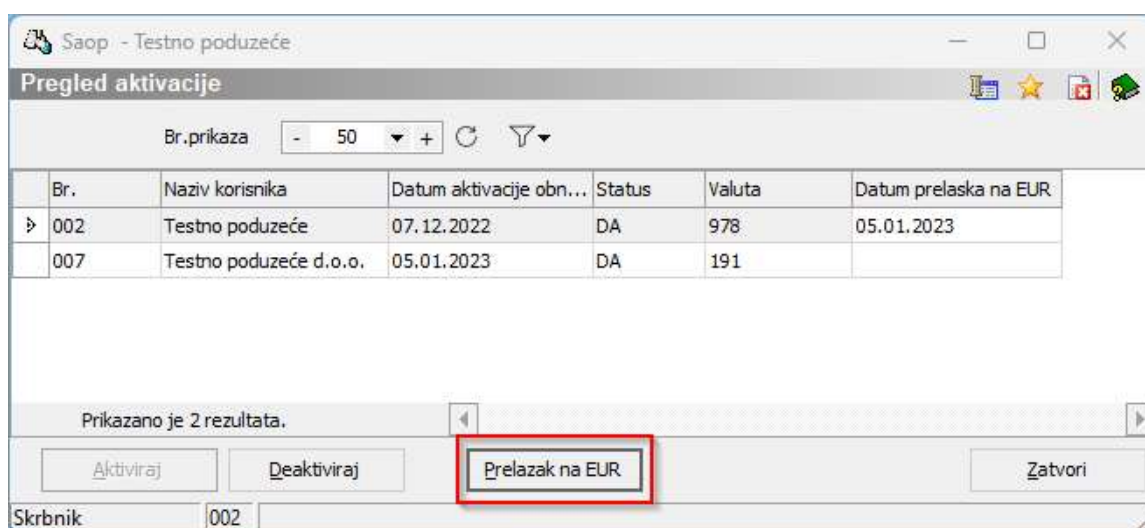 Saop - Testno poduzeće
Pregled aktivacije
Br.prikaza - 50 +
Br. Naziv korisnika Datum aktivacije obn... Status Valuta Datum prelaska na EUR
002 Testno poduzeće 07.12.2022 DA 978 05.01.2023
007 Testno poduzeće d.o.o. 05.01.2023 DA 191
Prikazano je 2 rezultata.
Aktiviraj Deaktiviraj Prelazak na EUR Zatvori
Skrbnik 002